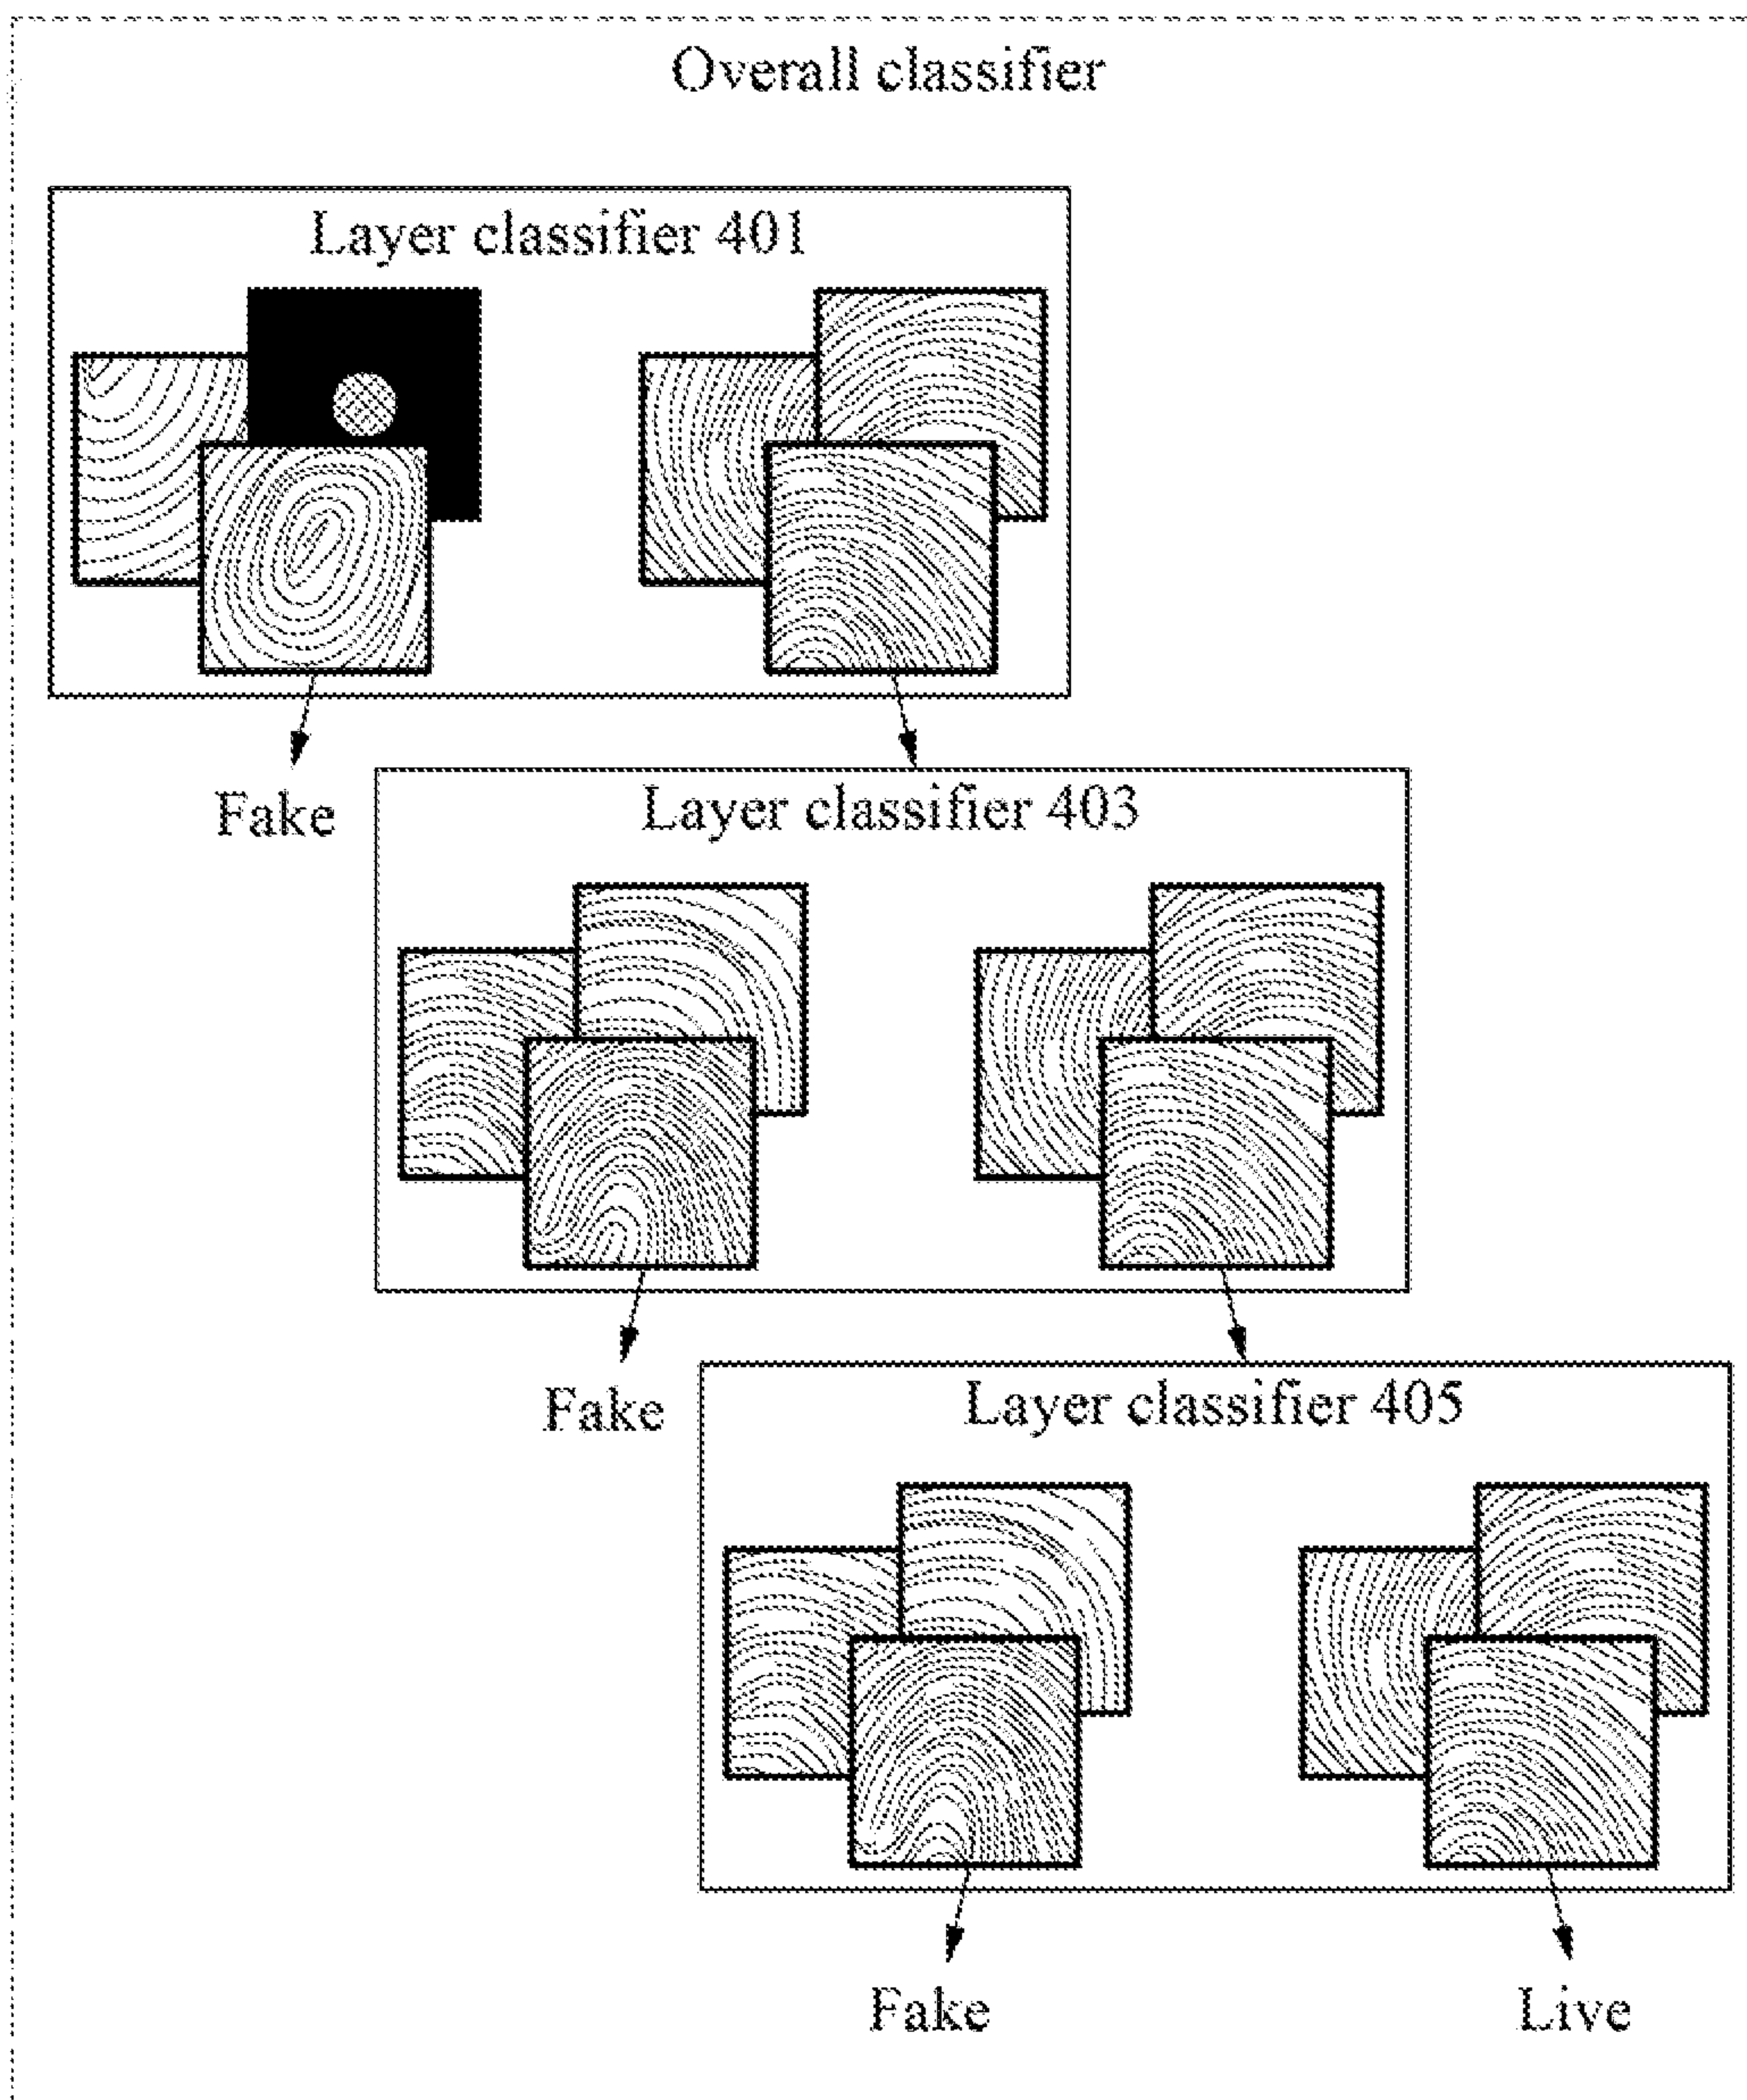 Overall classifier
Layer classifier 401
Fake
Layer classifier 403
Fake
Layer classifier 405
Fake
Live